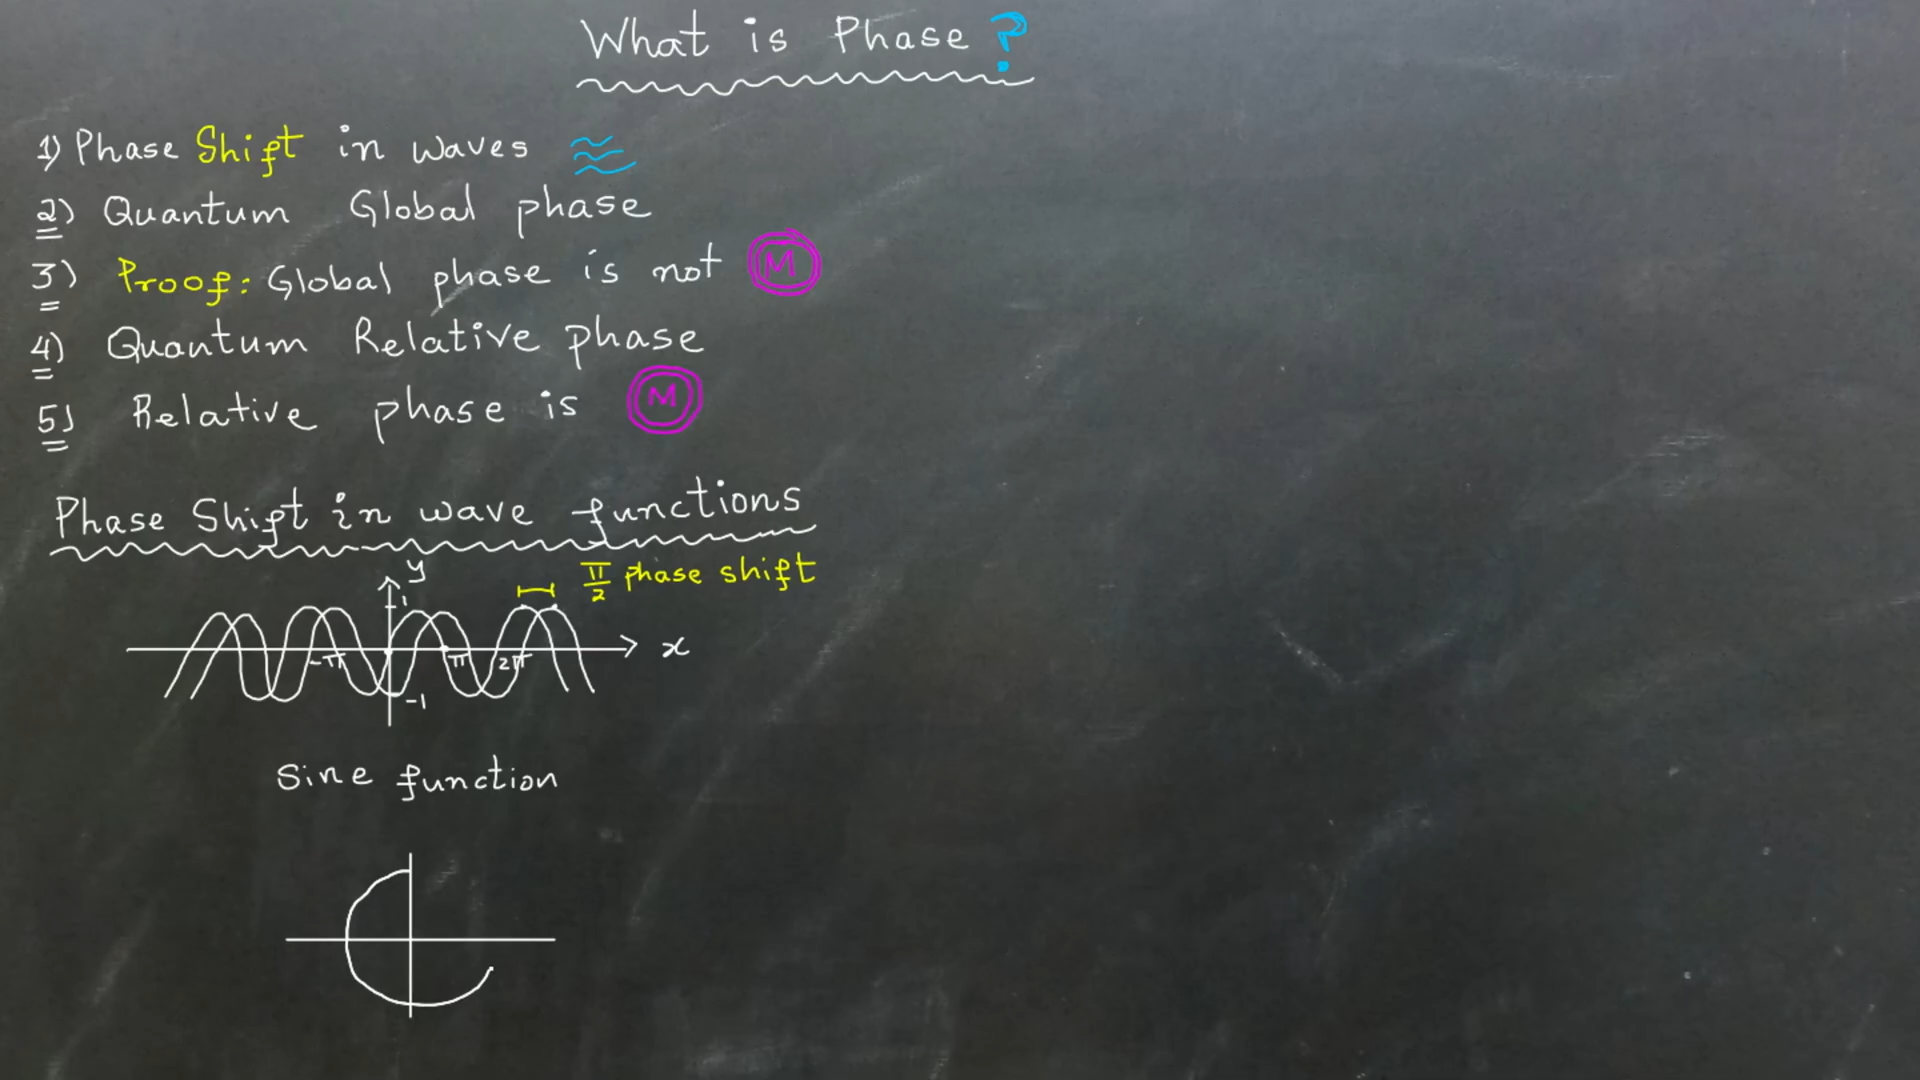 What is Phase?
1) Phase Shift in waves
2) Quantum Global phase
3) Proof: Global phase is not M
4) Quantum Relative phase
5) Relative phase is M
Phase Shift in wave functions
y
π/2 phase shift
1
-π π 2π x
-1
Sine function